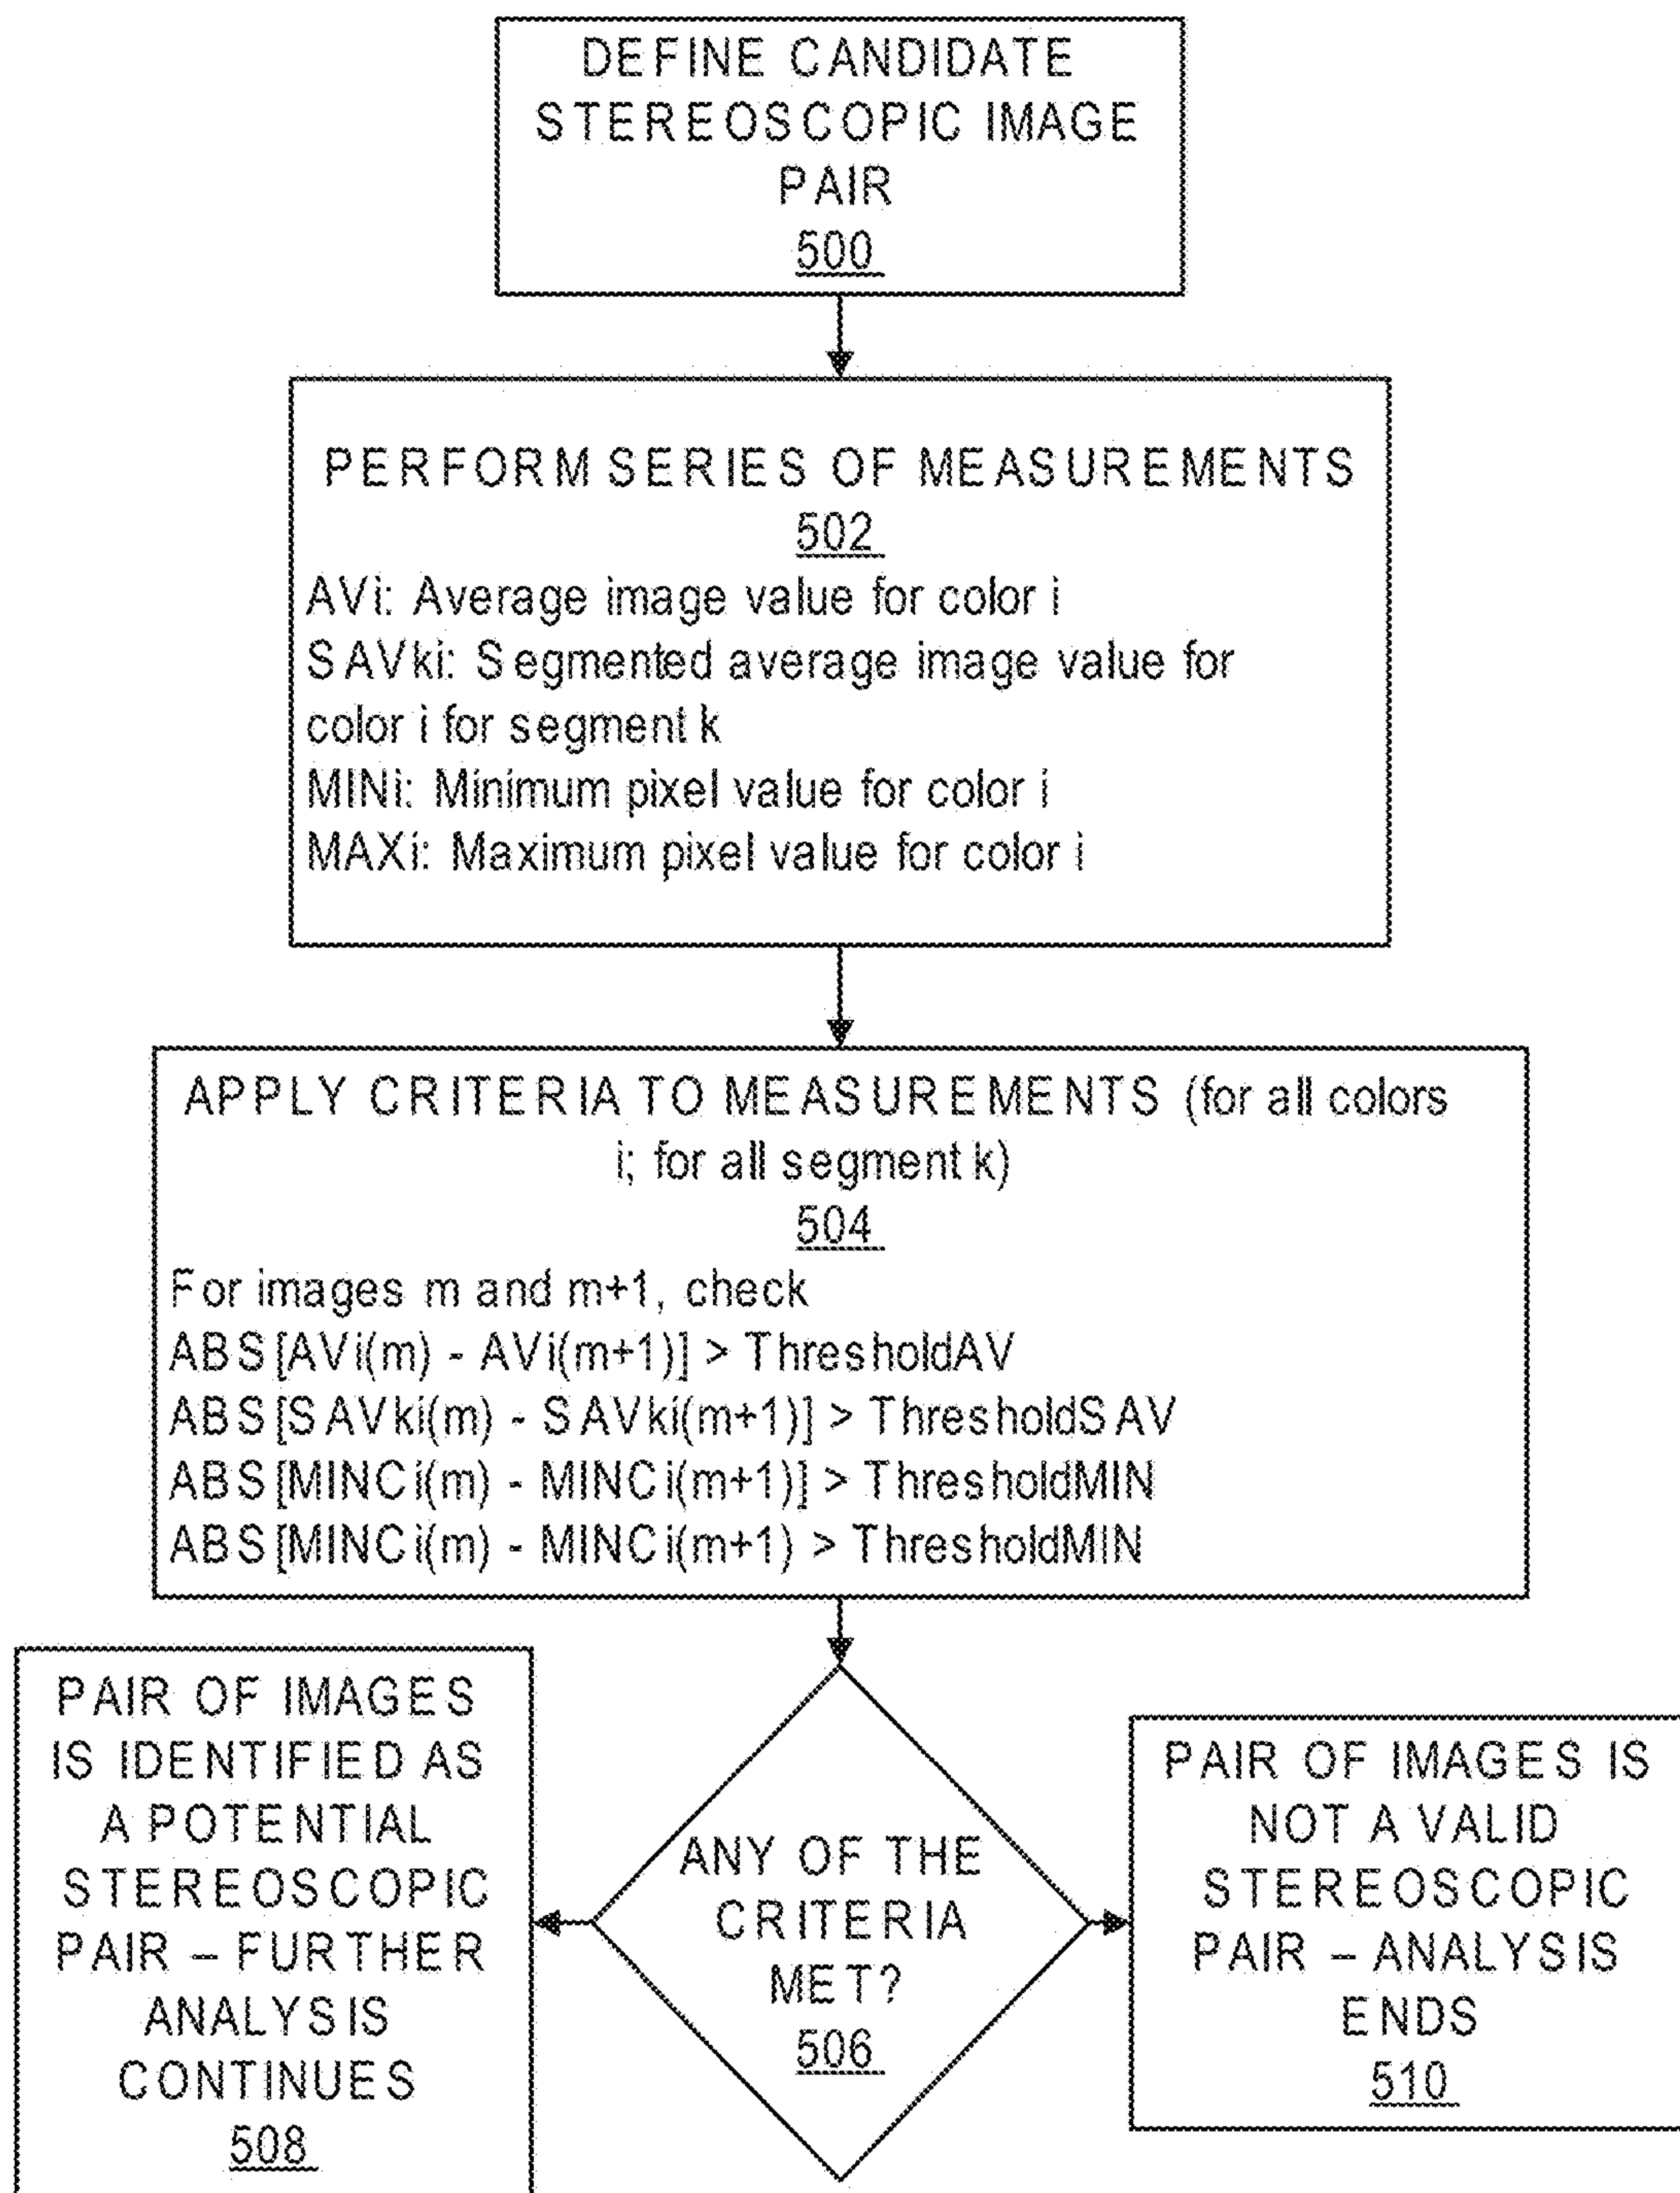 DEFINE CANDIDATE
STEREOSCOPIC IMAGE
PAIR
500
PERFORM SERIES OF MEASUREMENTS
502
AVi: Average image value for color i
SAVki: Segmented average image value for
color i for segment k
MINi: Minimum pixel value for color i
MAXi: Maximum pixel value for color i
APPLY CRITERIA TO MEASUREMENTS (for all colors
i; for all segment k)
504
For images m and m+1, check
ABS[AVi(m) - AVi(m+1)] > ThresholdAV
ABS[SAVki(m) - SAVki(m+1)] > ThresholdSAV
ABS[MINCi(m) - MINCi(m+1)] > ThresholdMIN
ABS[MINCi(m) - MINCi(m+1) > ThresholdMIN
PAIR OF IMAGES
IS IDENTIFIED AS
A POTENTIAL
STEREOSCOPIC
PAIR – FURTHER
ANALYSIS
CONTINUES
508
ANY OF THE
CRITERIA
MET?
506
PAIR OF IMAGES IS
NOT A VALID
STEREOSCOPIC
PAIR – ANALYSIS
ENDS
510